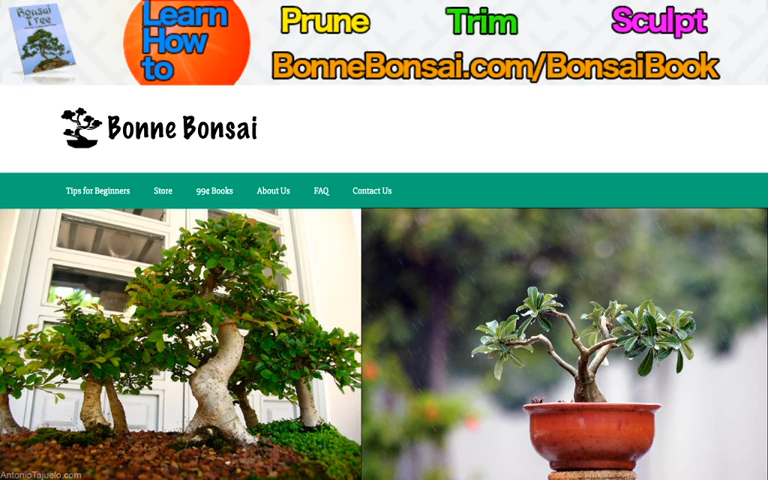 Bonsai
Tree
Learn
How
to
Prune Trim Sculpt
BonneBonsai.com/BonsaiBook
Bonne Bonsai
Tips for Beginners Store 99¢ Books About Us FAQ Contact Us
AntonioTajuelo.com